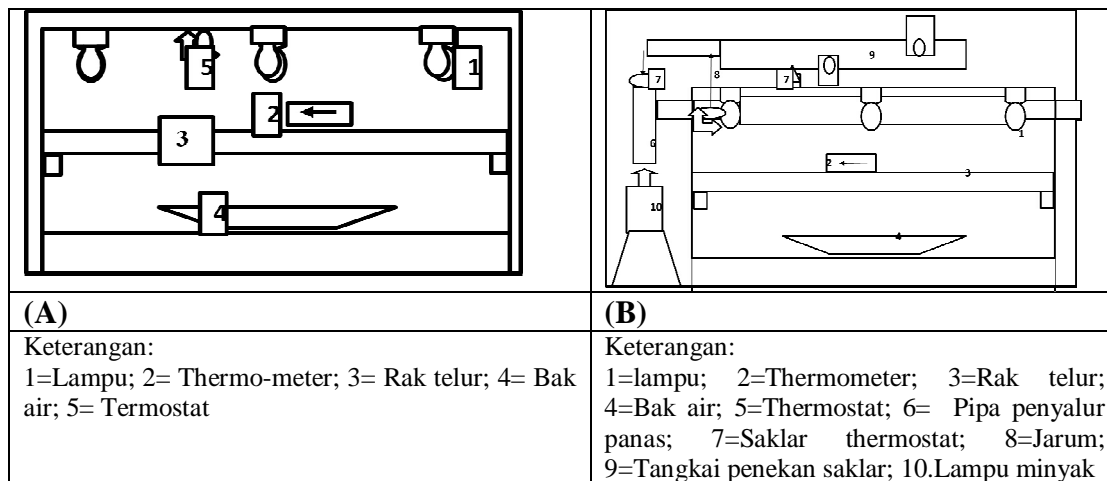 5
1
2
3
4
9
7
8
7
6
1
2
3
10
4
(A)
(B)
Keterangan:
1=Lampu; 2= Thermo-meter; 3= Rak telur; 4= Bak
air; 5= Termostat
Keterangan:
1=lampu; 2=Thermometer; 3=Rak telur;
4=Bak air; 5=Thermostat; 6= Pipa penyalur
panas; 7=Saklar thermostat; 8=Jarum;
9=Tangkai penekan saklar; 10.Lampu minyak